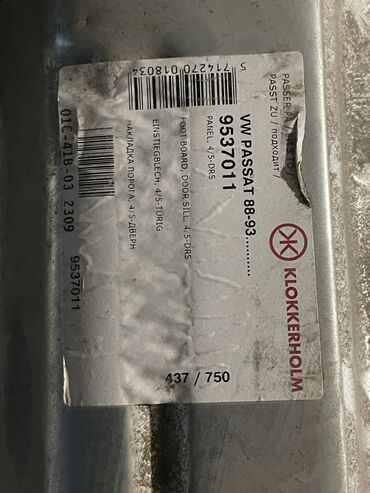 KLOKKERHOLM
PASST ZU / подходит /
VW PASSAT 88-93...........
9537011
PANEL, 4/5-DRS
FOOT BOARD, DOOR SILL, 4/5-DRS
EINSTIEGBLECH, 4/5-TÜRIG
НАКЛАДКА ПОРОГА, 4/5-ДВЕРН
5 714270 018034
01C-41B-03 2309 9537011
437 / 750